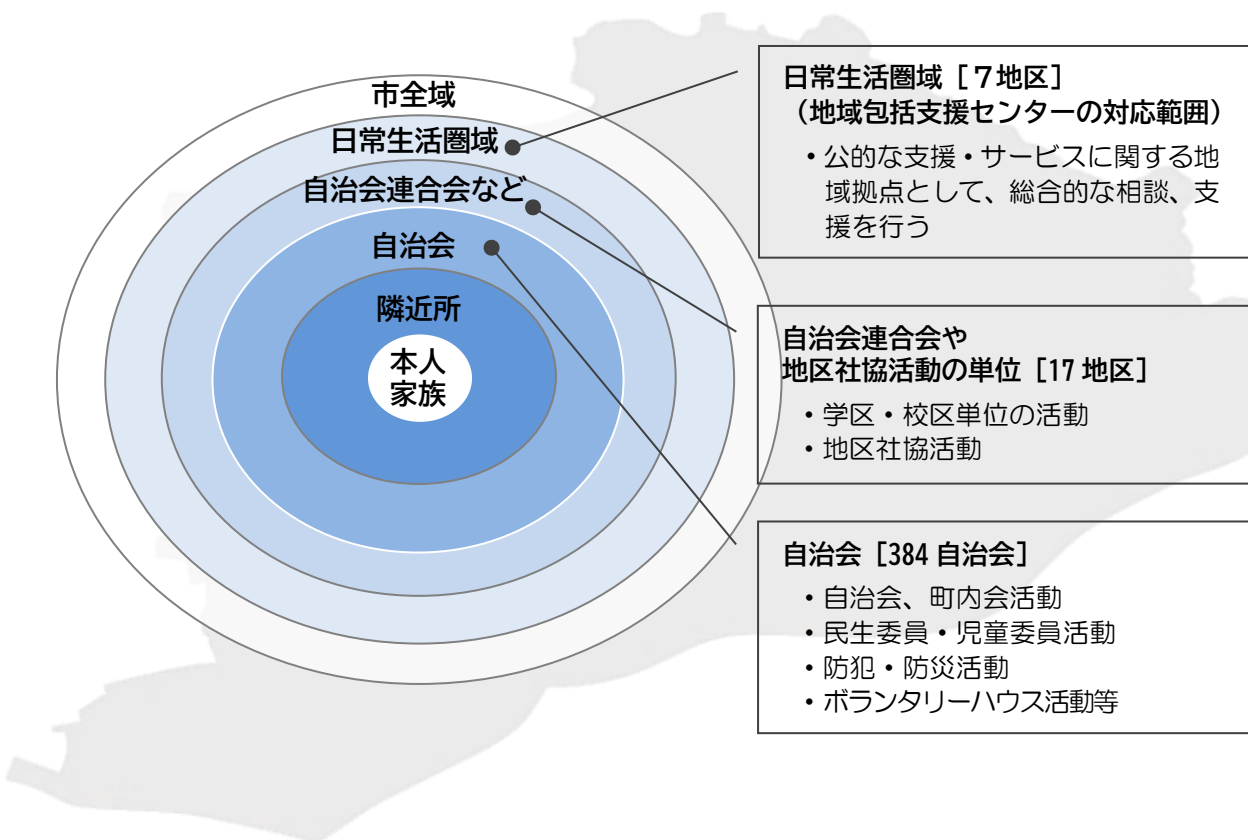 市全域
日常生活圏域
自治会連合会など
自治会
隣近所
本人
家族
日常生活圏域［７地区］
（地域包括支援センターの対応範囲）
・公的な支援・サービスに関する地
域拠点として、総合的な相談、支
援を行う
自治会連合会や
地区社協活動の単位［17 地区］
・学区・校区単位の活動
・地区社協活動
自治会［384 自治会］
・自治会、町内会活動
・民生委員・児童委員活動
・防犯・防災活動
・ボランタリーハウス活動等